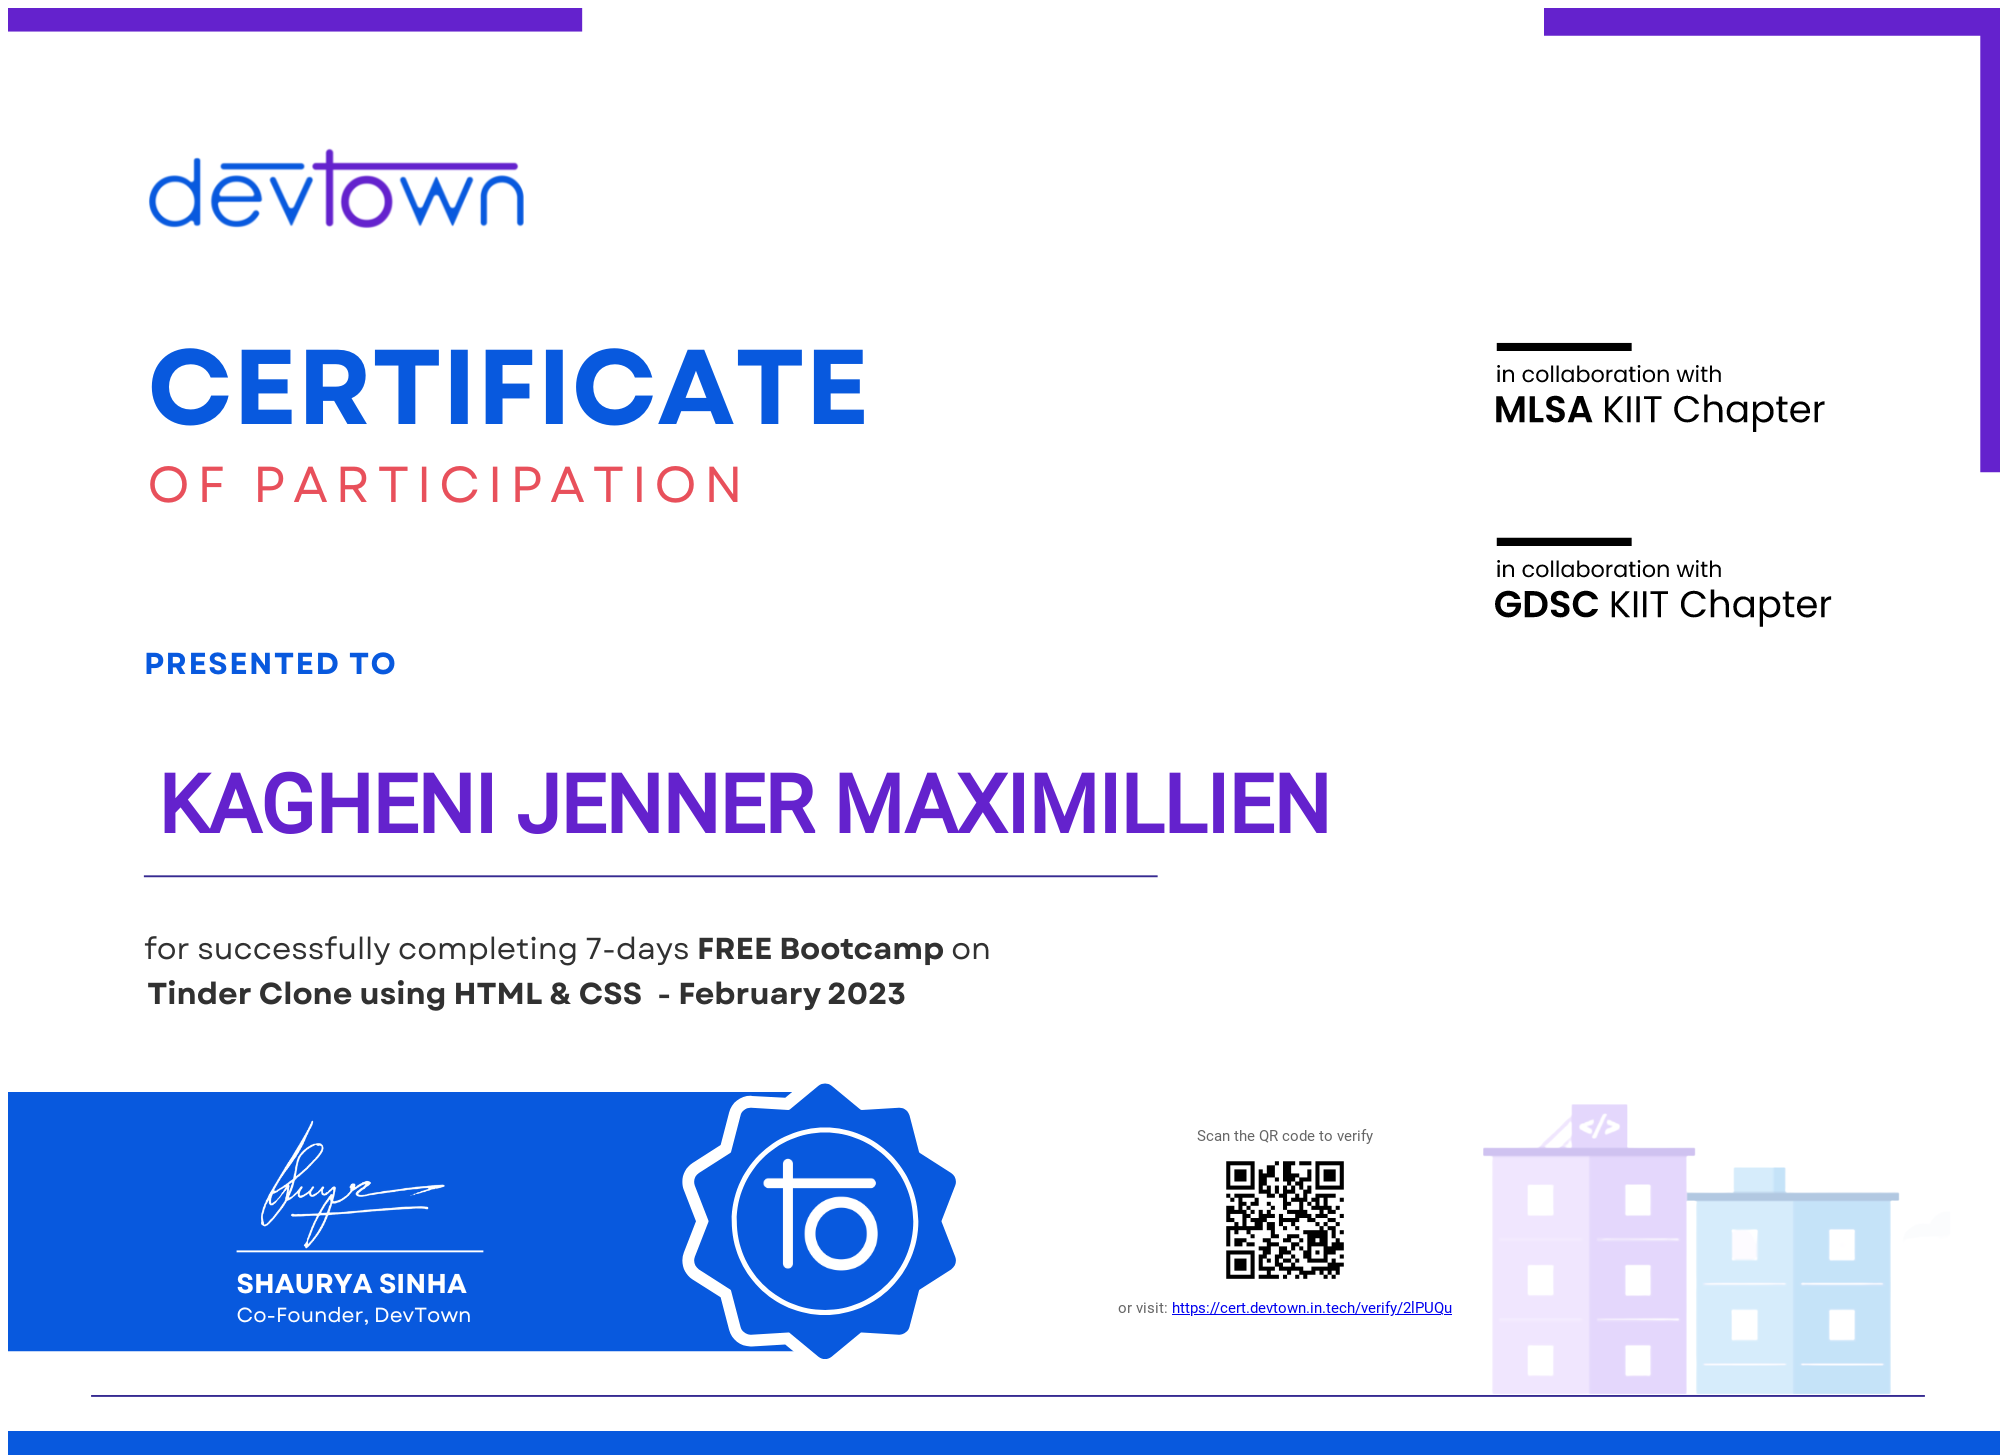 devtown
CERTIFICATE
OF PARTICIPATION
in collaboration with
MLSA KIIT Chapter
in collaboration with
GDSC KIIT Chapter
PRESENTED TO
KAGHENI JENNER MAXIMILLIEN
for successfully completing 7-days FREE Bootcamp on
Tinder Clone using HTML & CSS - February 2023
SHAURYA SINHA
Co-Founder, DevTown
to
Scan the QR code to verify
or visit: https://cert.devtown.in.tech/verify/2lPUQu
</>